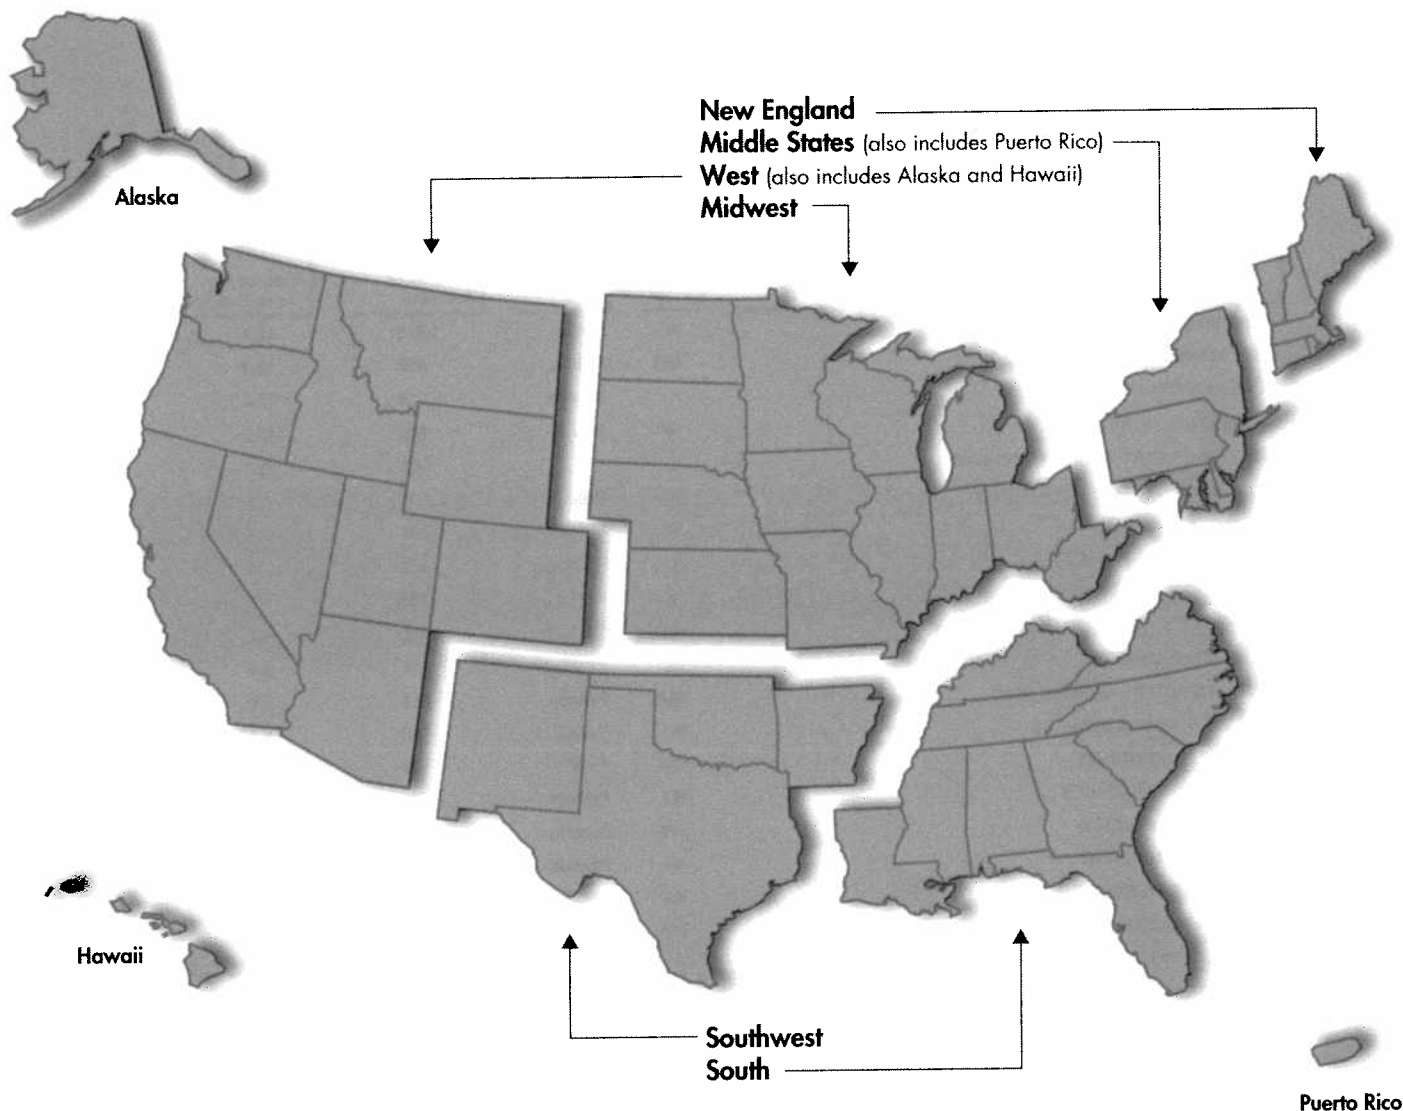 New England
Middle States (also includes Puerto Rico)
West (also includes Alaska and Hawaii)
Midwest
Alaska
Hawaii
Southwest
South
Puerto Rico